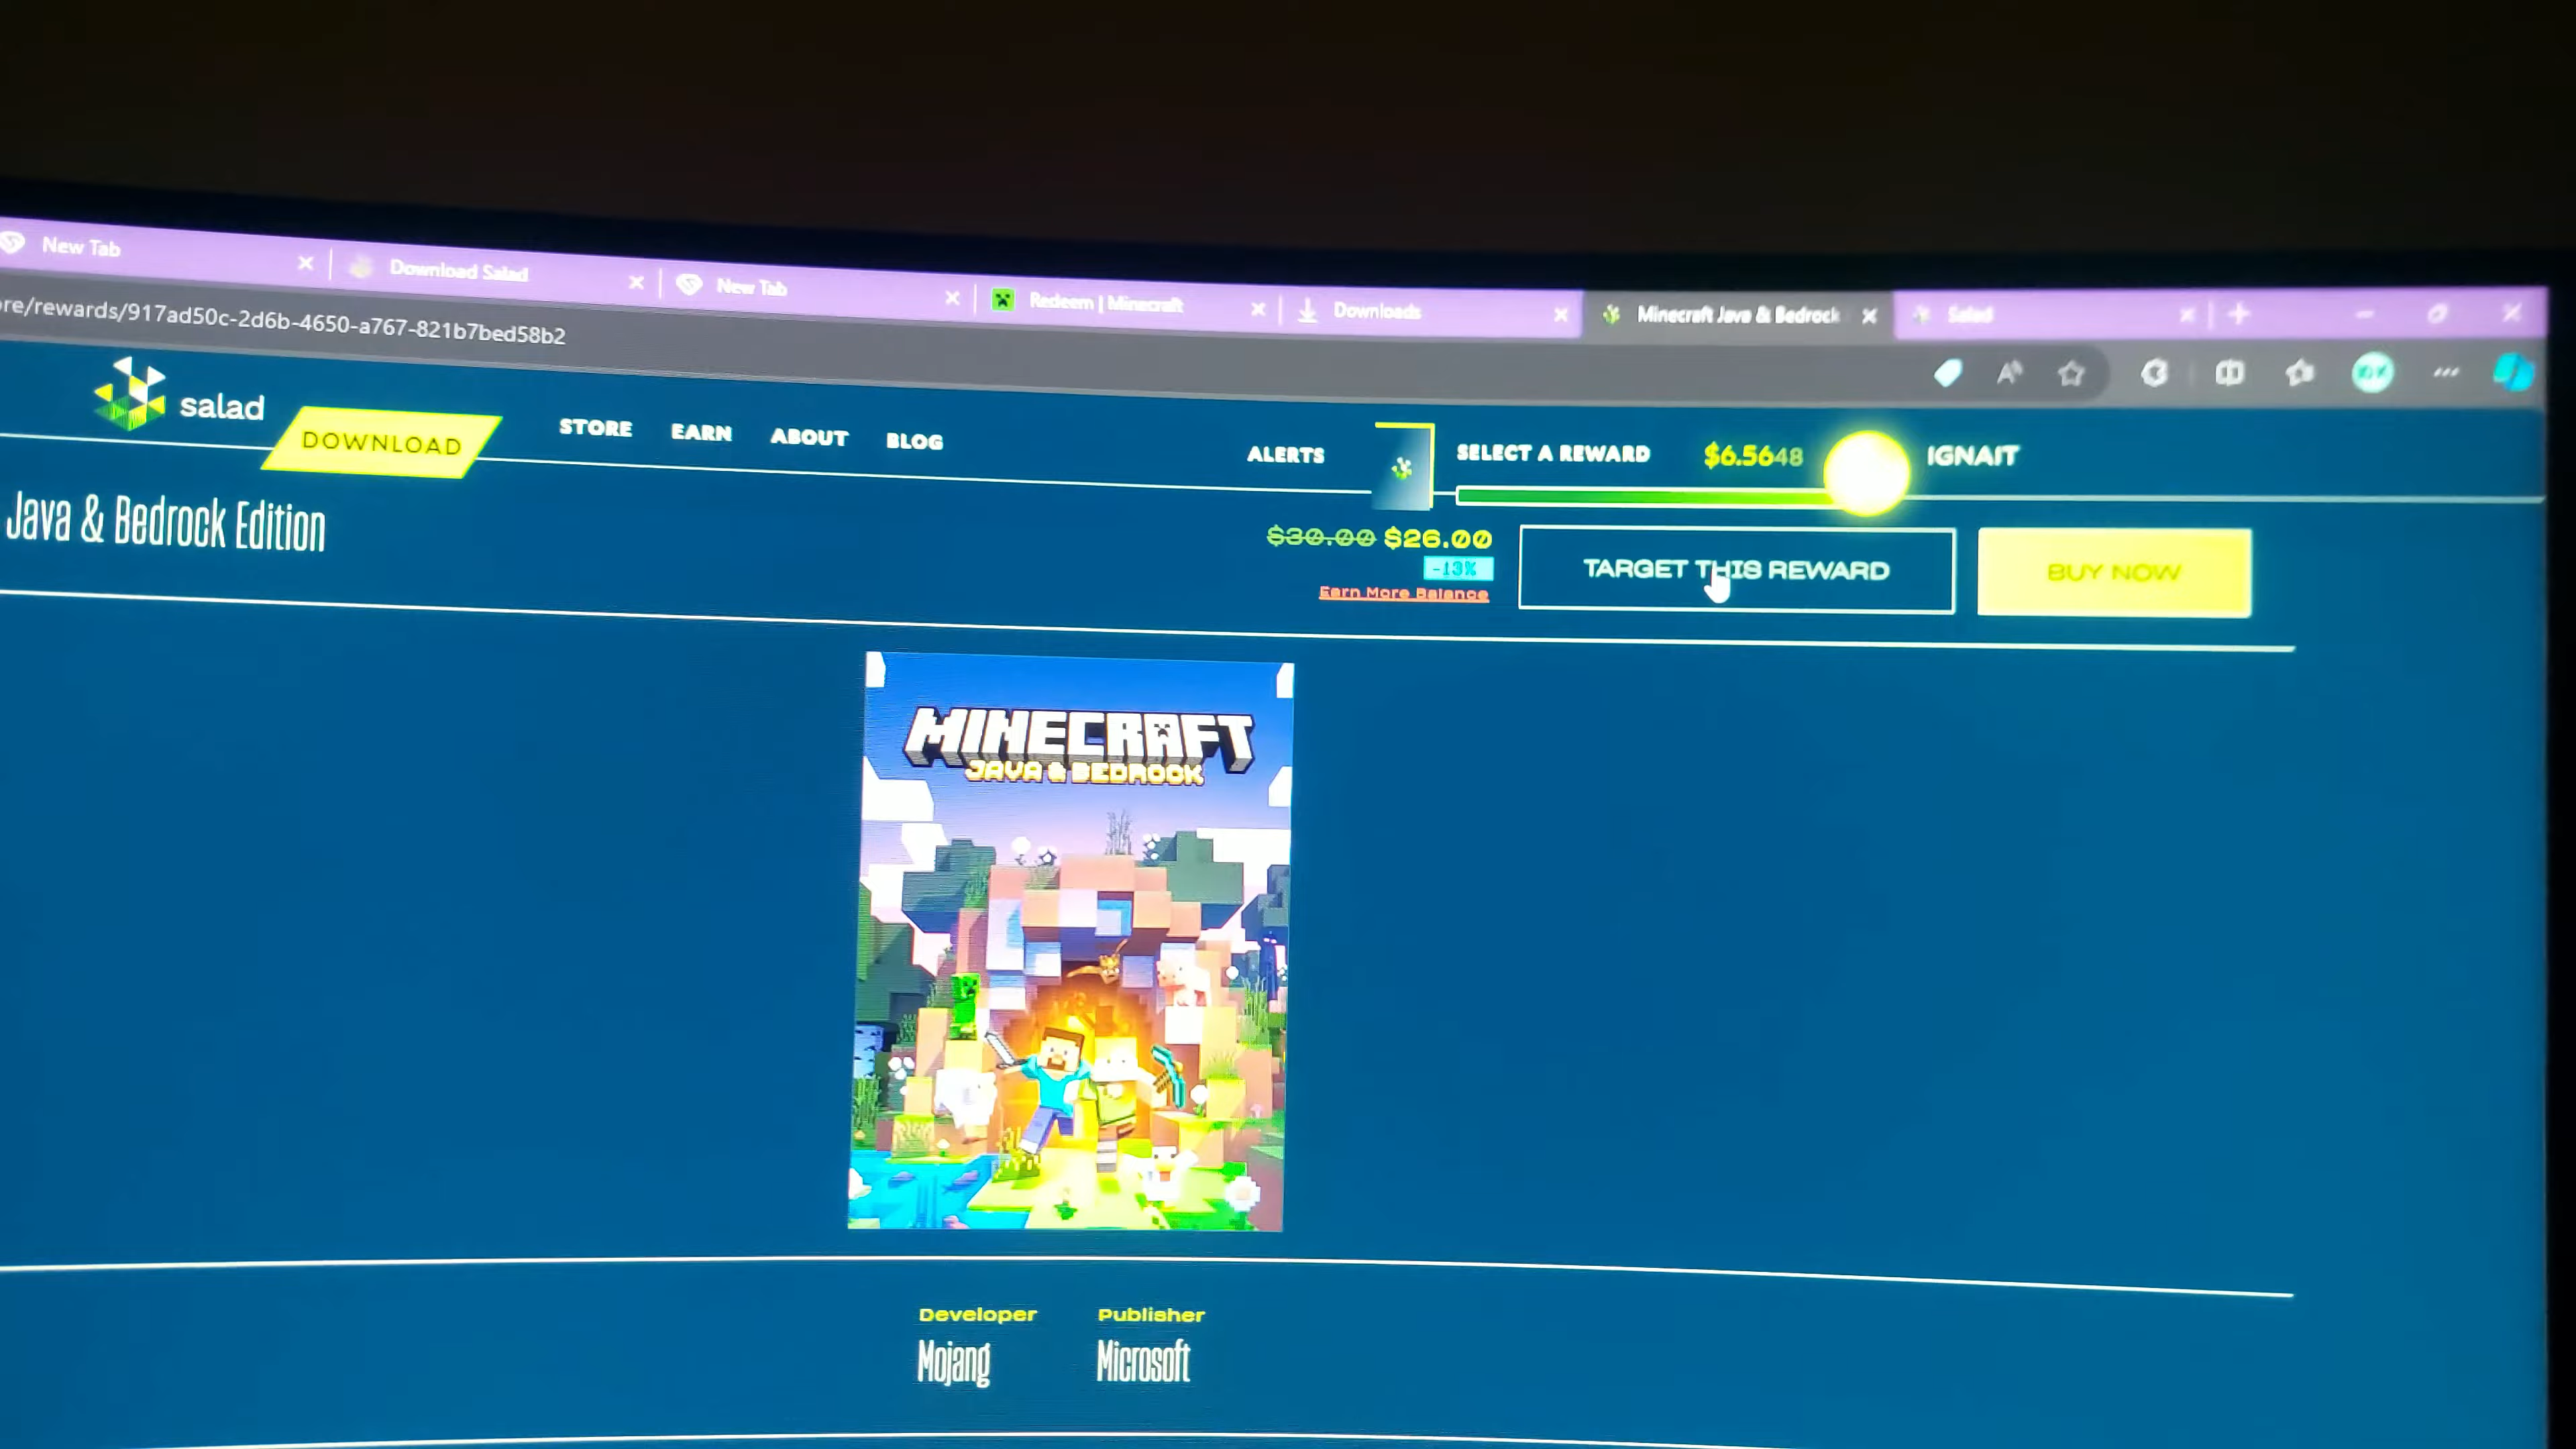 New Tab
Download Salad
New Tab
Redeem | Minecraft
Downloads
Minecraft Java & Bedrock
Salad
re/rewards/917ad50c-2d6b-4650-a767-821b7bed58b2
salad
DOWNLOAD
STORE
EARN
ABOUT
BLOG
ALERTS
SELECT A REWARD
$6.5648
IGNAIT
Java & Bedrock Edition
$30.00 $26.00
-13%
Earn More Balance
TARGET THIS REWARD
BUY NOW
MINECRAFT
JAVA & BEDROCK
Developer
Publisher
Mojang
Microsoft